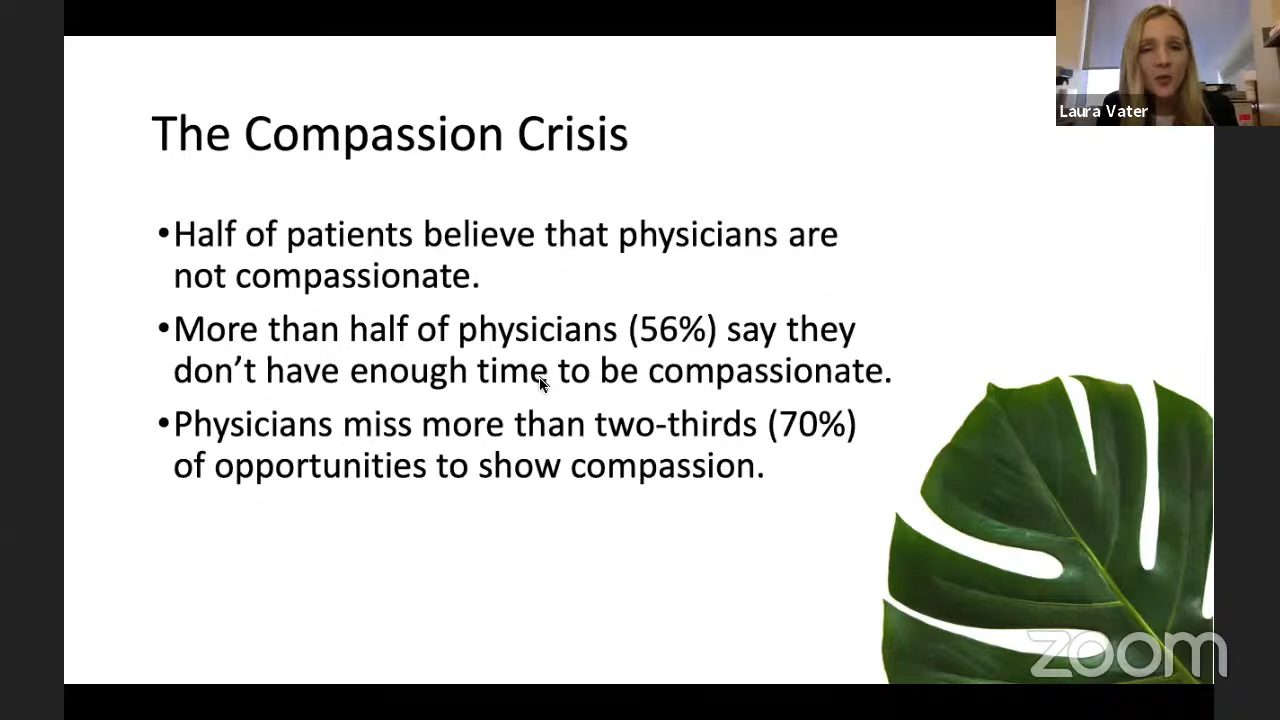 The Compassion Crisis
•Half of patients believe that physicians are
not compassionate.
•More than half of physicians (56%) say they
don’t have enough time to be compassionate.
•Physicians miss more than two-thirds (70%)
of opportunities to show compassion.
Laura Vater
zoom